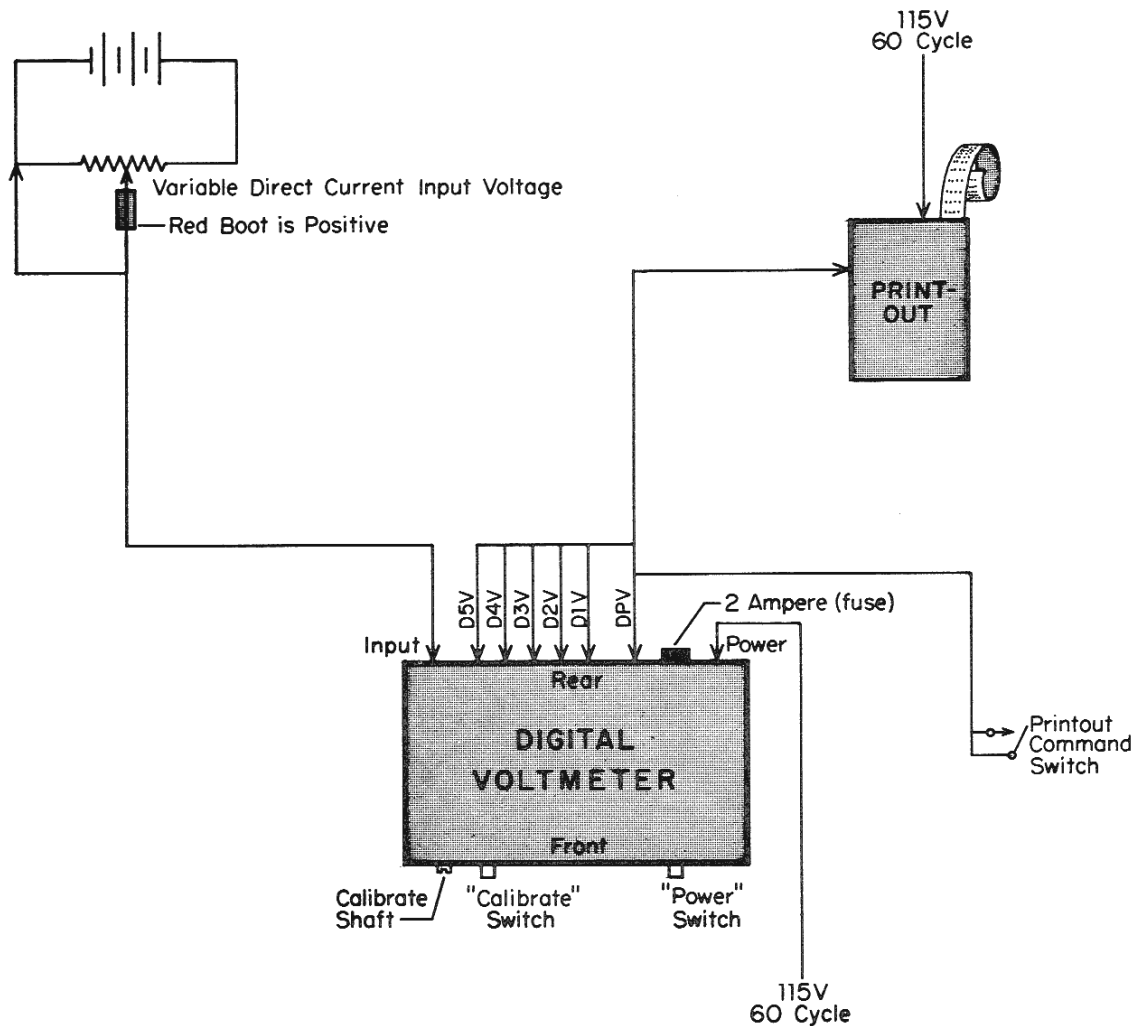 115V
60 Cycle
Variable Direct Current Input Voltage
Red Boot is Positive
PRINT-
OUT
D5V
D4V
D3V
D2V
D1V
DPV
2 Ampere (fuse)
Input
Power
Rear
DIGITAL
VOLTMETER
Front
Printout
Command
Switch
Calibrate
Shaft
"Calibrate"
Switch
"Power"
Switch
115V
60 Cycle